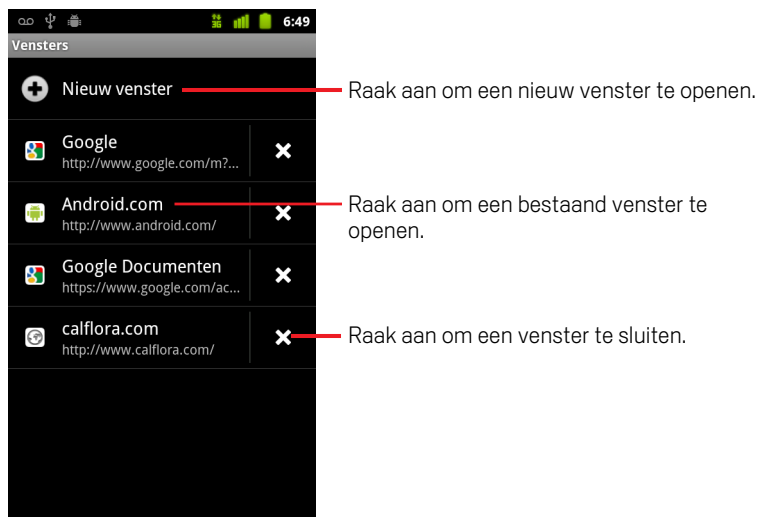 3G 6:49
Vensters
Nieuw venster
Raak aan om een nieuw venster te openen.
Google
http://www.google.com/m?...
Android.com
http://www.android.com/
Raak aan om een bestaand venster te
openen.
Google Documenten
https://www.google.com/ac...
calflora.com
http://www.calflora.com/
Raak aan om een venster te sluiten.